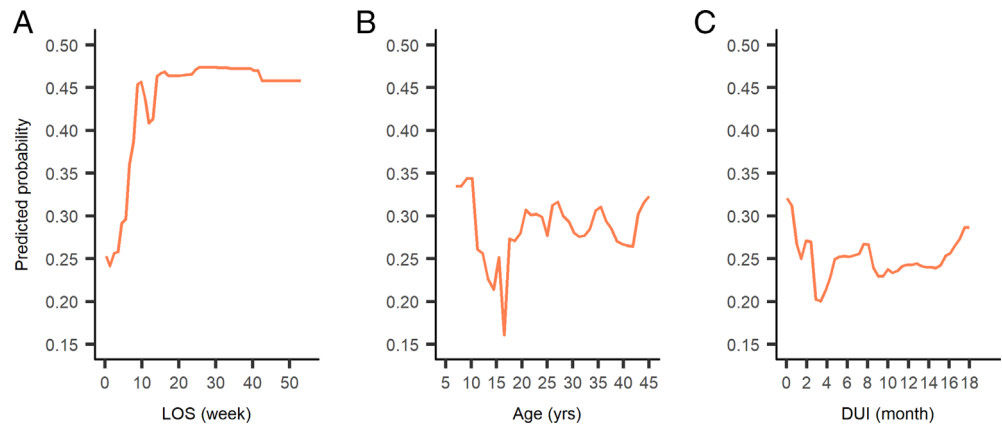 A
B
C
Predicted probability
0.50
0.45
0.40
0.35
0.30
0.25
0.20
0.15
0 10 20 30 40 50
LOS (week)
0.50
0.45
0.40
0.35
0.30
0.25
0.20
0.15
5 10 15 20 25 30 35 40 45
Age (yrs)
0.50
0.45
0.40
0.35
0.30
0.25
0.20
0.15
0 2 4 6 8 10 12 14 16 18
DUI (month)